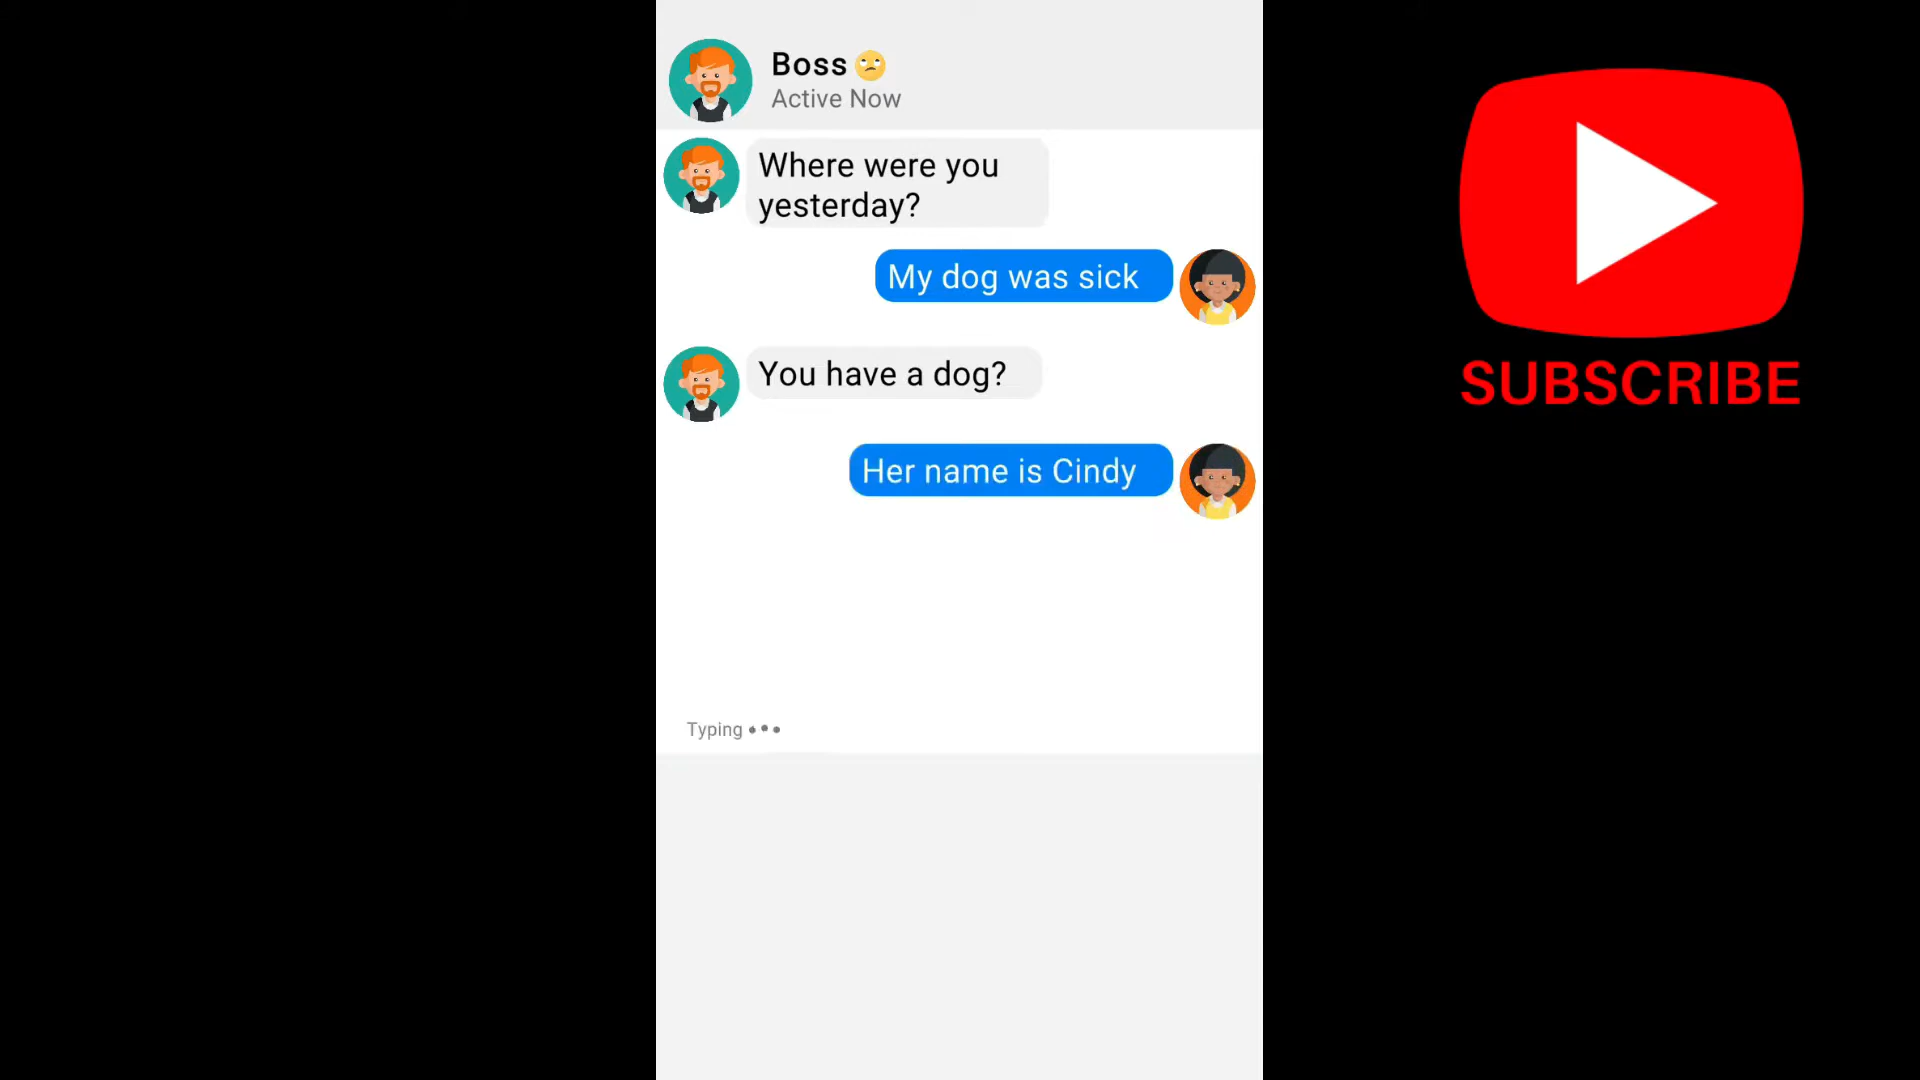 Boss🙄
Active Now
Where were you
yesterday?
My dog was sick
You have a dog?
Her name is Cindy
Typing
SUBSCRIBE